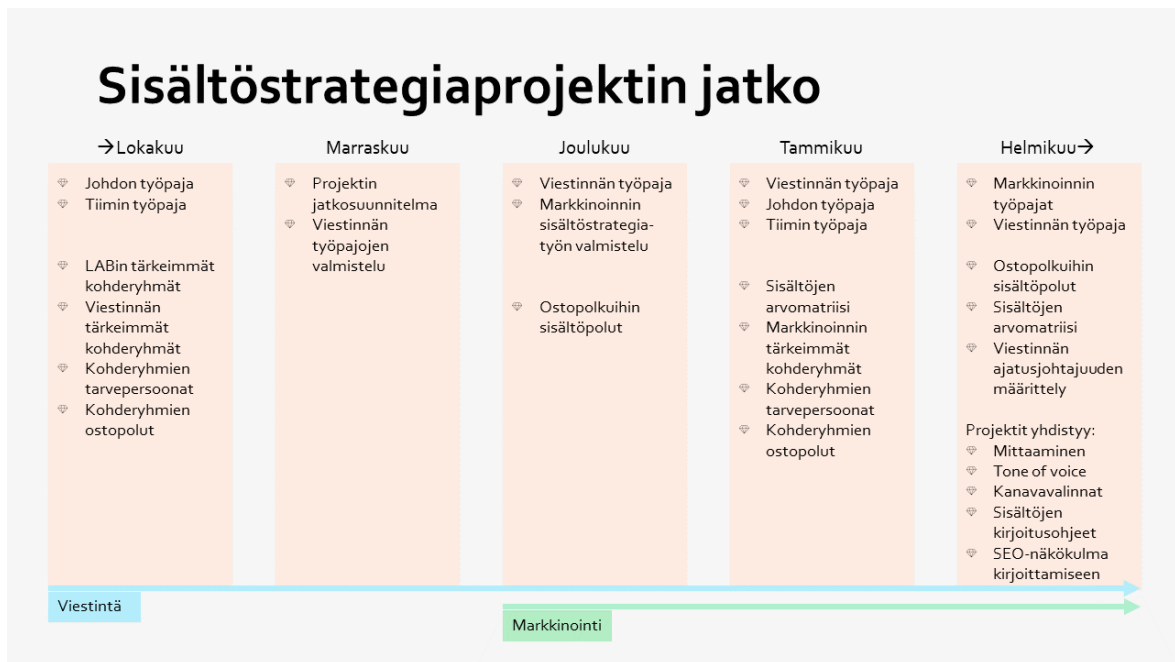 Sisältöstrategiaprojektin jatko
→Lokakuu
Johdon työpaja
Tiimin työpaja
LABin tärkeimmät
kohderyhmät
Viestinnän
tärkeimmät
kohderyhmät
Kohderyhmien
tarvepersoonat
Kohderyhmien
ostopolut
Marraskuu
Projektin
jatkosuunnitelma
Viestinnän
työpajojen
valmistelu
Joulukuu
Viestinnän työpaja
Markkinoinnin
sisältöstrategia-
työn valmistelu
Ostopolkuihin
sisältöpolut
Tammikuu
Viestinnän työpaja
Johdon työpaja
Tiimin työpaja
Sisältöjen
arvomatriisi
Markkinoinnin
tärkeimmät
kohderyhmät
Kohderyhmien
tarvepersoonat
Kohderyhmien
ostopolut
Helmikuu→
Markkinoinnin
työpajat
Viestinnän työpaja
Ostopolkuihin
sisältöpolut
Sisältöjen
arvomatriisi
Viestinnän
ajatusjohtajuuden
määrittely
Projektit yhdistyy:
Mittaaminen
Tone of voice
Kanavavalinnat
Sisältöjen
kirjoitusohjeet
SEO-näkökulma
kirjoittamiseen
Viestintä
Markkinointi